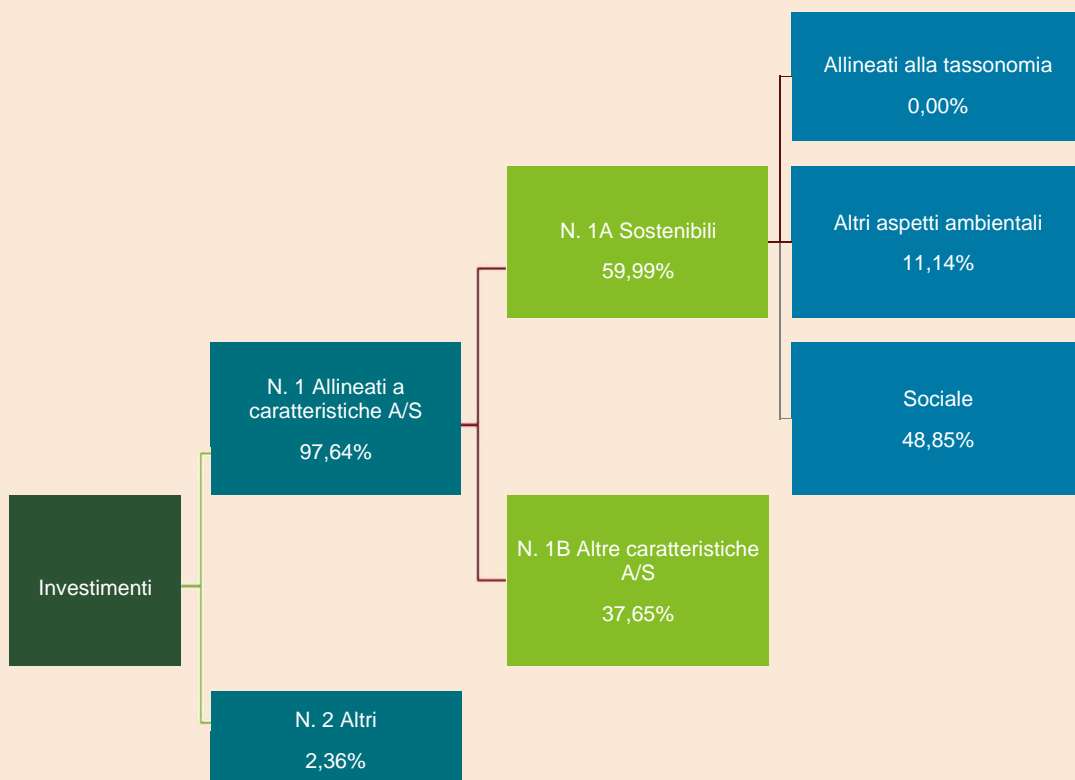 Investimenti
N. 1 Allineati a
caratteristiche A/S
97,64%
N. 2 Altri
2,36%
N. 1A Sostenibili
59,99%
N. 1B Altre caratteristiche
A/S
37,65%
Allineati alla tassonomia
0,00%
Altri aspetti ambientali
11,14%
Sociale
48,85%